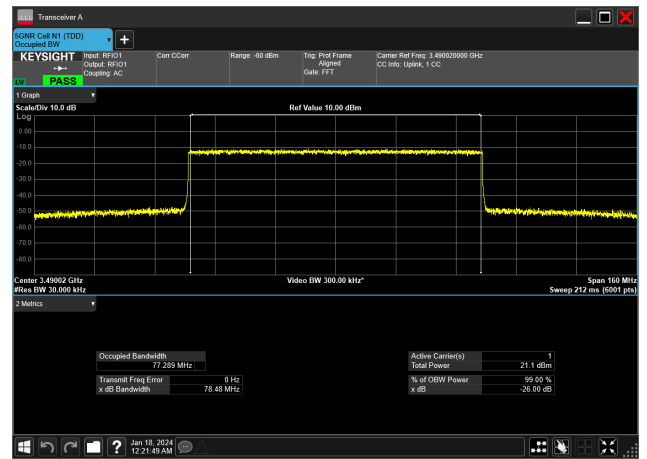 Transceiver A
5GNR Cell N1 (TDD)
Occupied BW
+
KEYSIGHT
Input: RFIO1
Output: RFIO1
Coupling: AC
Corr CCorr
Range: -60 dBm
Trig: Prot Frame
Aligned
Gate: FFT
Carrier Ref Freq: 3.490020000 GHz
CC Info: Uplink, 1 CC
LW PASS
1 Graph
Scale/Div 10.0 dB
Ref Value 10.00 dBm
Log
0.00
-10.0
-20.0
-30.0
-40.0
-50.0
-60.0
-70.0
-80.0
Center 3.49002 GHz
Video BW 300.00 kHz*
Span 160 MHz
#Res BW 30.000 kHz
Sweep 212 ms (6001 pts)
2 Metrics
Occupied Bandwidth
77.289 MHz
Transmit Freq Error 0 Hz
x dB Bandwidth 78.48 MHz
Active Carrier(s) 1
Total Power 21.1 dBm
% of OBW Power 99.00 %
x dB -26.00 dB
?
Jan 18, 2024
12:21:49 AM